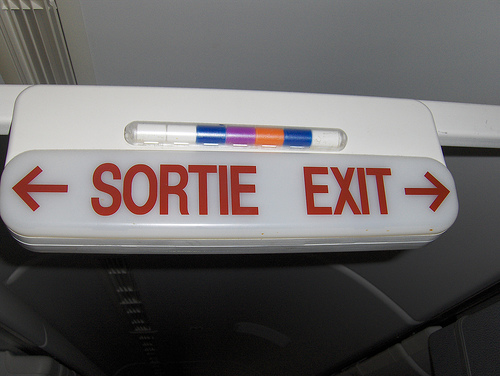 ← SORTIE EXIT →